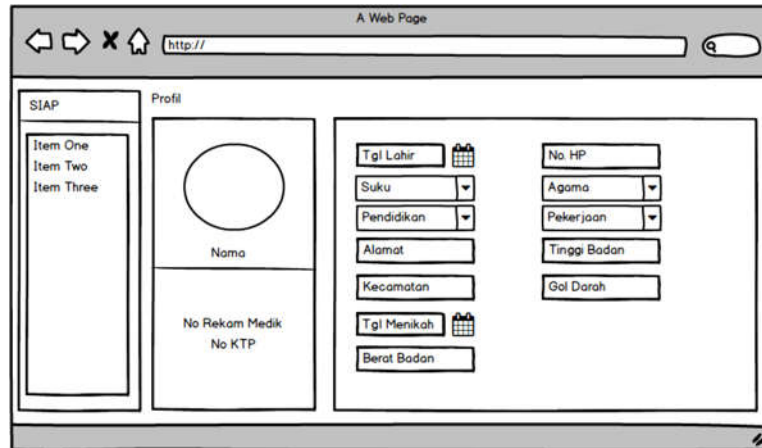 A Web Page
http://
SIAP
Item One
Item Two
Item Three
Profil
Nama
No Rekam Medik
No KTP
Tgl Lahir
Suku
Pendidikan
Alamat
Kecamatan
Tgl Menikah
Berat Badan
No. HP
Agama
Pekerjaan
Tinggi Badan
Gol Darah